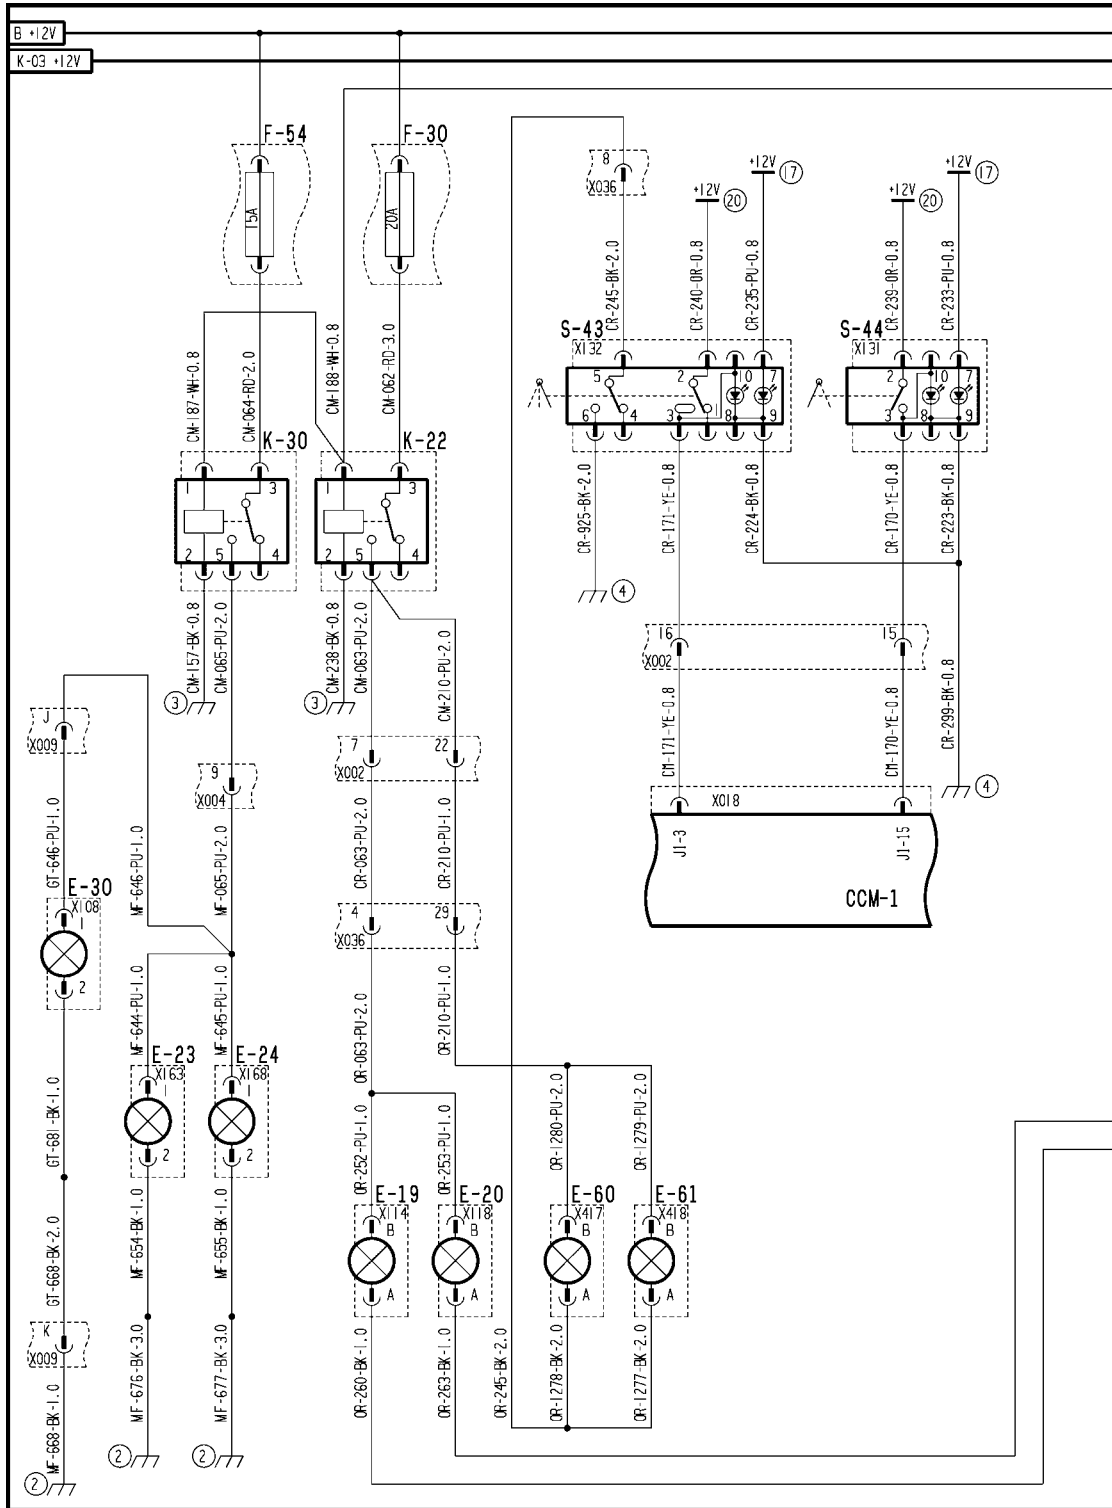 B +12V
K-03 +12V
F-54
F-30
15A
20A
8
X036
+12V
17
+12V
20
+12V
17
+12V
20
CR-245-BK-2.0
CR-240-OR-0.8
CR-235-PU-0.8
CR-239-OR-0.8
CR-233-PU-0.8
S-43
X132
S-44
X131
5
2
10
7
6
4
3
1
8
9
2
10
7
3
8
9
CM-187-WH-0.8
CM-064-RD-2.0
CM-188-WH-0.8
CM-062-RD-3.0
K-30
K-22
1
3
2
5
4
1
3
2
5
4
CR-925-BK-2.0
CR-171-YE-0.8
CR-224-BK-0.8
CR-170-YE-0.8
CR-223-BK-0.8
4
CM-157-BK-0.8
CM-065-PU-2.0
CM-238-BK-0.8
CM-063-PU-2.0
CM-210-PU-2.0
3
3
16
15
X002
CM-171-YE-0.8
CM-170-YE-0.8
CR-299-BK-0.8
J
X009
9
X004
7
22
X002
4
X018
J1-3
J1-15
CCM-1
GT-646-PU-1.0
MF-646-PU-1.0
MF-065-PU-2.0
CR-063-PU-2.0
CR-210-PU-1.0
E-30
X108
1
2
4
29
X036
MF-644-PU-1.0
MF-645-PU-1.0
OR-063-PU-2.0
OR-210-PU-1.0
E-23
X163
1
2
E-24
X168
1
2
GT-681-BK-1.0
OR-252-PU-1.0
OR-253-PU-1.0
OR-1280-PU-2.0
OR-1279-PU-2.0
E-19
X114
B
A
E-20
X118
B
A
E-60
X417
B
A
E-61
X418
B
A
GT-668-BK-2.0
MF-654-BK-1.0
MF-655-BK-1.0
K
X009
MF-676-BK-3.0
MF-677-BK-3.0
OR-260-BK-1.0
OR-263-BK-1.0
OR-245-BK-2.0
OR-1278-BK-2.0
OR-1277-BK-2.0
MF-668-BK-1.0
2
2
2